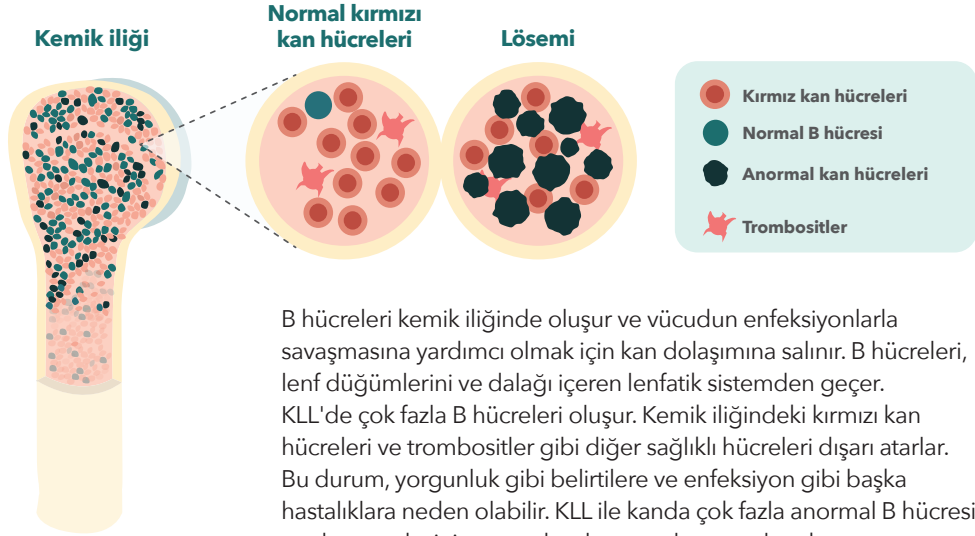 Kemik iliği
Normal kırmızı
kan hücreleri
Lösemi
Kırmız kan hücreleri
Normal B hücresi
Anormal kan hücreleri
Trombositler
B hücreleri kemik iliğinde oluşur ve vücudun enfeksiyonlarla
savaşmasına yardımcı olmak için kan dolaşımına salınır. B hücreleri,
lenf düğümlerini ve dalağı içeren lenfatik sistemden geçer.
KLL'de çok fazla B hücreleri oluşur. Kemik iliğindeki kırmızı kan
hücreleri ve trombositler gibi diğer sağlıklı hücreleri dışarı atarlar.
Bu durum, yorgunluk gibi belirtilere ve enfeksiyon gibi başka
hastalıklara neden olabilir. KLL ile kanda çok fazla anormal B hücresi